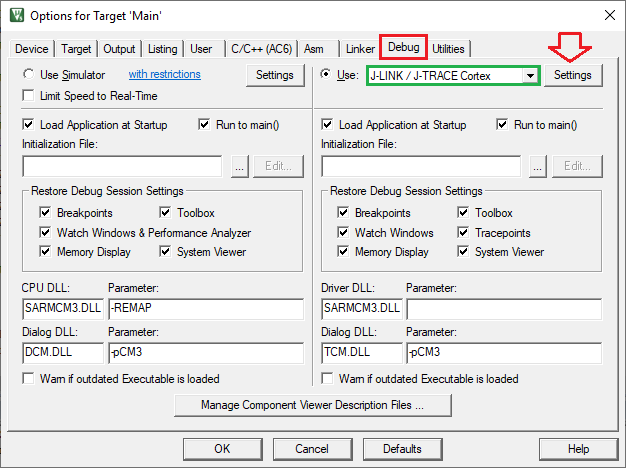 Options for Target 'Main'
Device Target Output Listing User C/C++ (AC6) Asm Linker Debug Utilities
Use Simulator with restrictions Settings Use: J-LINK / J-TRACE Cortex Settings
Limit Speed to Real-Time
Load Application at Startup Run to main() Load Application at Startup Run to main()
Initialization File: Initialization File:
... Edit... ... Edit...
Restore Debug Session Settings Restore Debug Session Settings
Breakpoints Toolbox Breakpoints Toolbox
Watch Windows & Performance Analyzer Watch Windows Tracepoints
Memory Display System Viewer Memory Display System Viewer
CPU DLL: Parameter: Driver DLL: Parameter:
SARMCM3.DLL -REMAP SARMCM3.DLL
Dialog DLL: Parameter: Dialog DLL: Parameter:
DCM.DLL -pCM3 TCM.DLL -pCM3
Warn if outdated Executable is loaded Warn if outdated Executable is loaded
Manage Component Viewer Description Files ...
OK Cancel Defaults Help